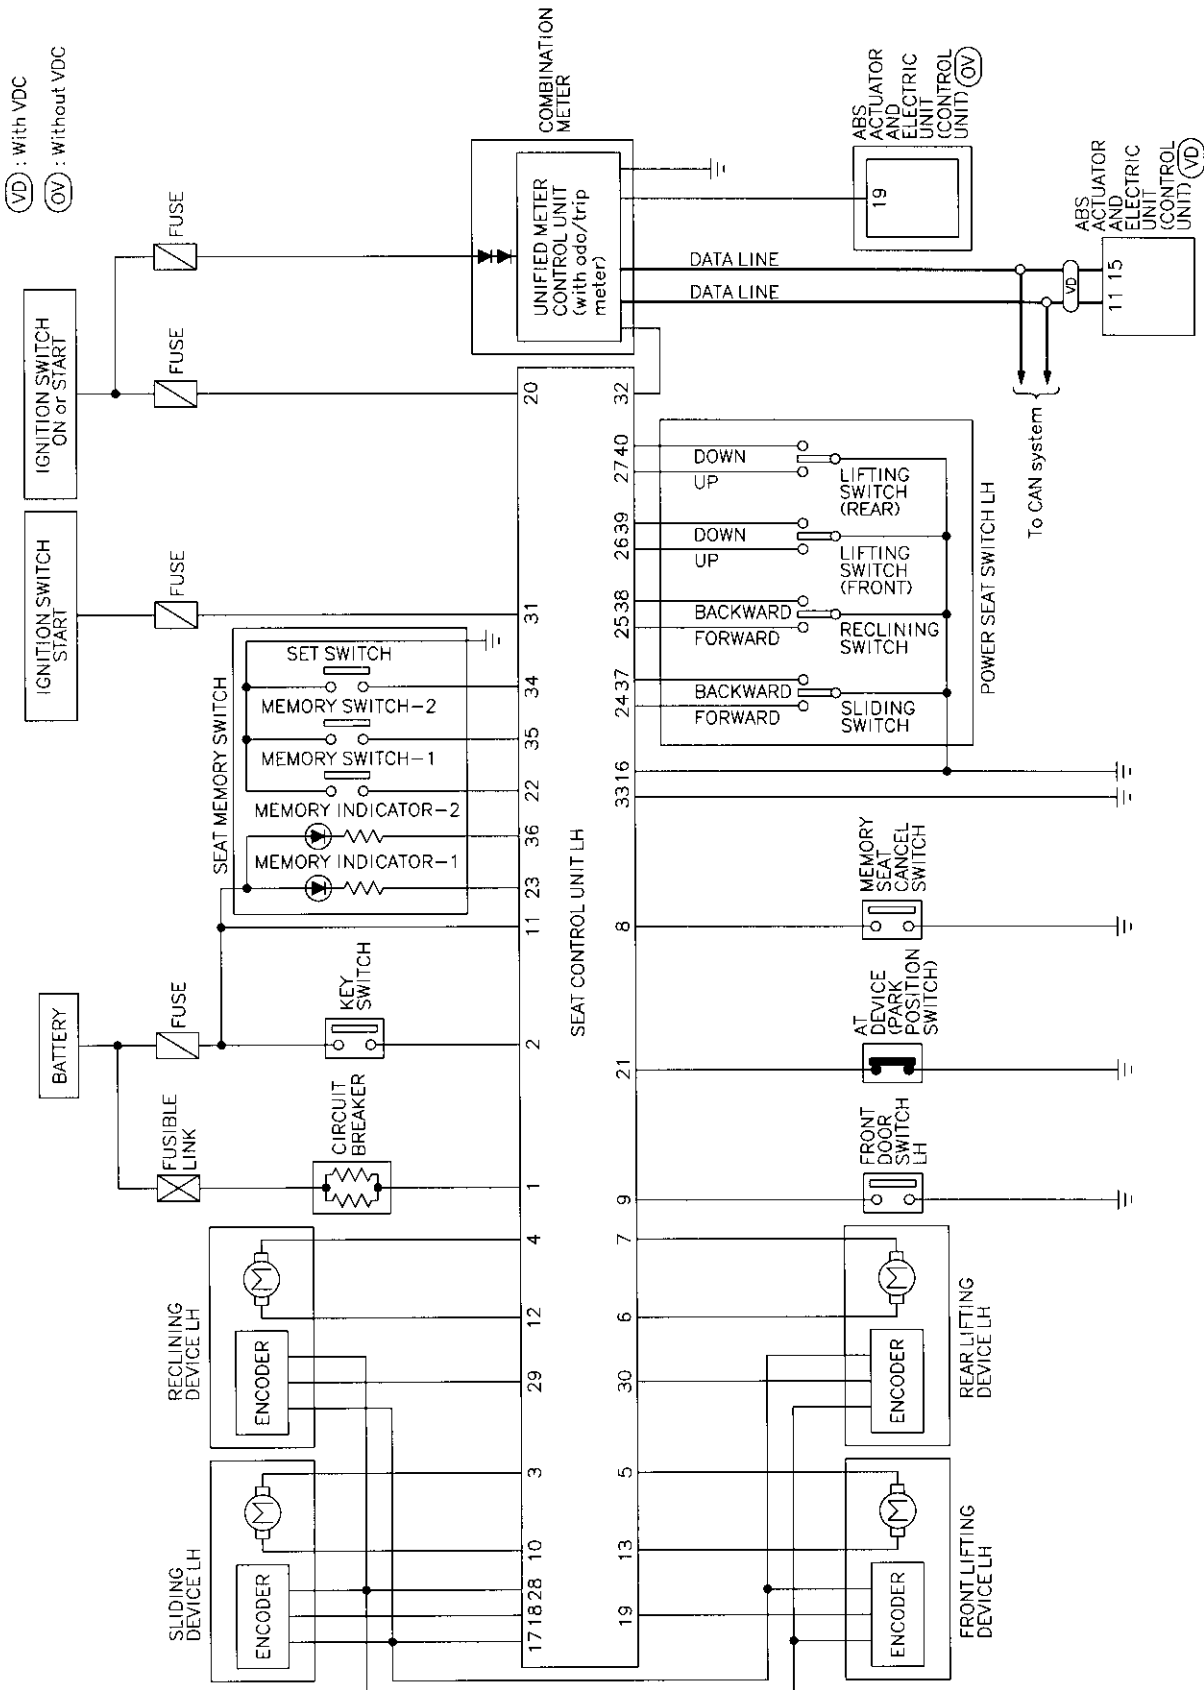 VD : With VDC
OV : Without VDC
IGNITION SWITCH
ON or START
IGNITION SWITCH
START
BATTERY
FUSE
FUSE
FUSE
FUSE
FUSIBLE
LINK
KEY
SWITCH
CIRCUIT
BREAKER
SEAT MEMORY SWITCH
SET SWITCH
MEMORY SWITCH-2
MEMORY SWITCH-1
MEMORY INDICATOR-2
MEMORY INDICATOR-1
COMBINATION
METER
UNIFIED METER
CONTROL UNIT
(with odo/trip
meter)
RECLINING
DEVICE LH
ENCODER
M
SLIDING
DEVICE LH
ENCODER
M
17 18 28 10 3 29 12 4 1 2 11 23 36 22 35 34 31 20
SEAT CONTROL UNIT LH
19 13 5 30 6 7 9 21 8 33 16 24 37 25 38 26 39 27 40 32
DATA LINE
DATA LINE
ABS
ACTUATOR
AND
ELECTRIC
UNIT
(CONTROL
UNIT) OV
19
ABS
ACTUATOR
AND
ELECTRIC
UNIT
(CONTROL
UNIT) VD
11 15
VD
To CAN system
POWER SEAT SWITCH LH
DOWN
UP
LIFTING
SWITCH
(REAR)
DOWN
UP
LIFTING
SWITCH
(FRONT)
BACKWARD
FORWARD
RECLINING
SWITCH
BACKWARD
FORWARD
SLIDING
SWITCH
MEMORY
SEAT
CANCEL
SWITCH
AT
DEVICE
(PARK
POSITION
SWITCH)
FRONT
DOOR
SWITCH
LH
REAR LIFTING
DEVICE LH
ENCODER
M
FRONT LIFTING
DEVICE LH
ENCODER
M